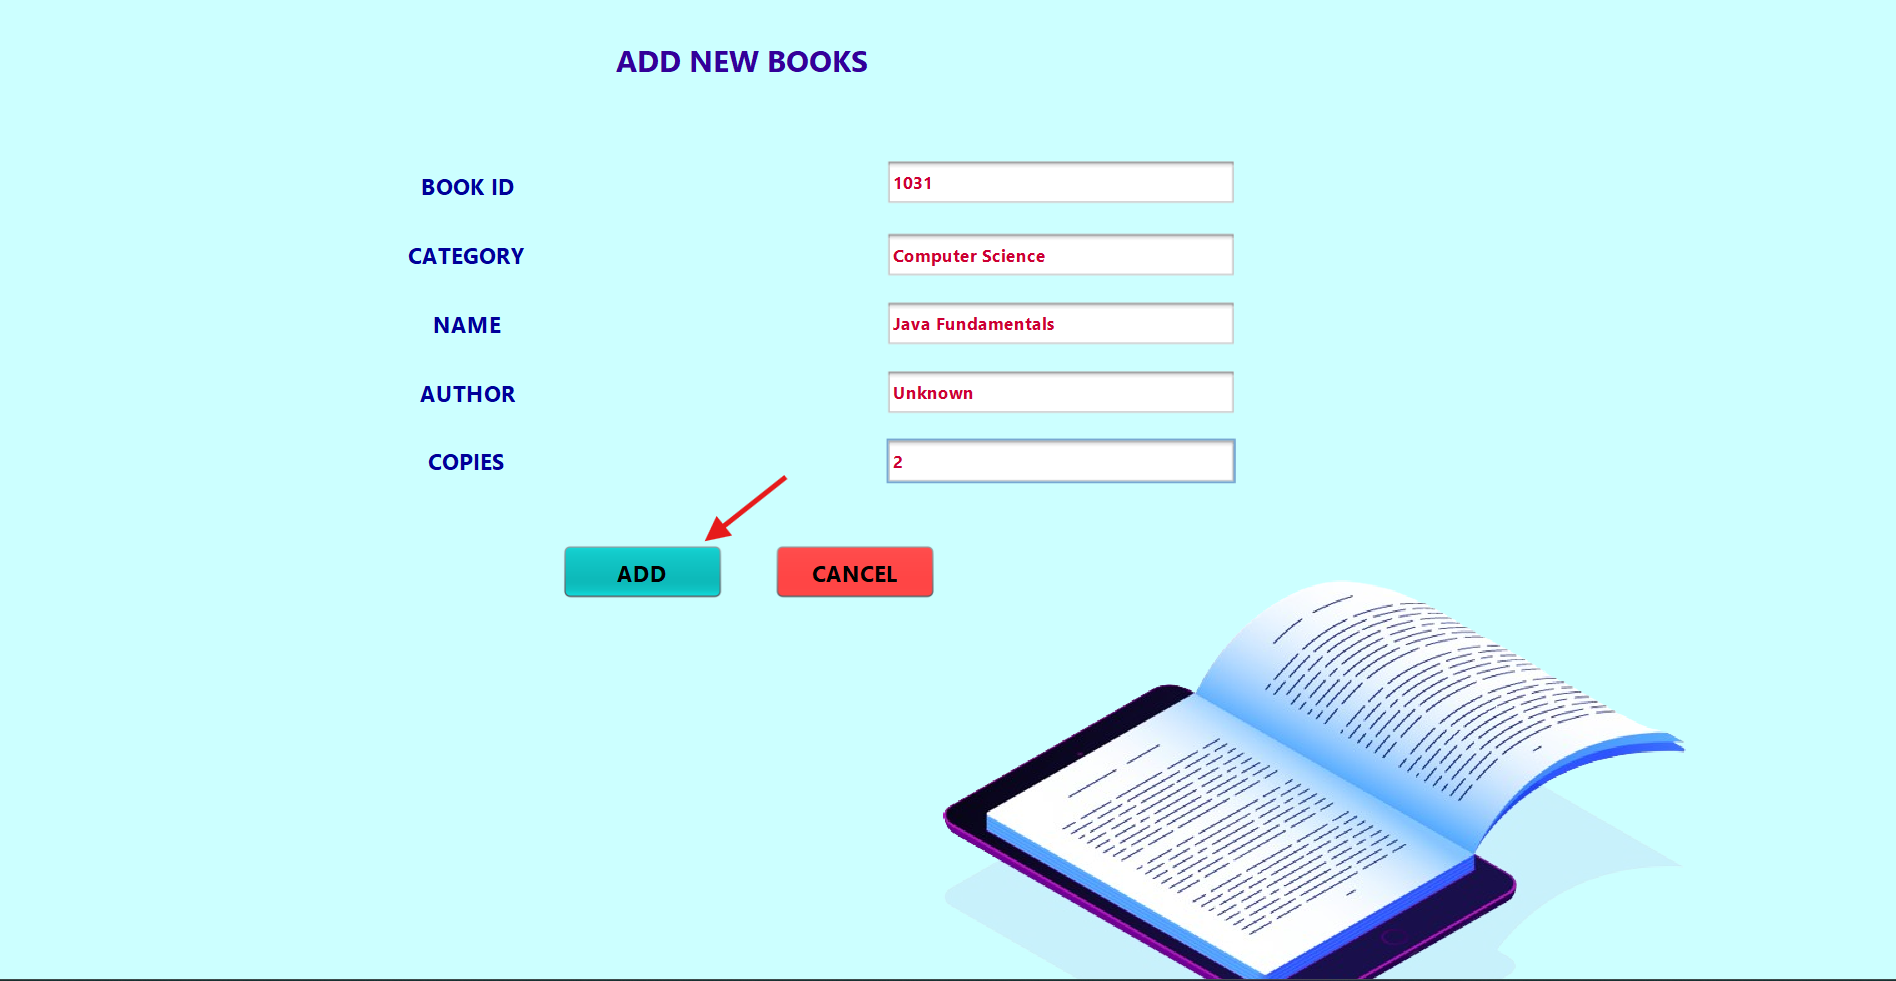 ADD NEW BOOKS
BOOK ID 1031
CATEGORY Computer Science
NAME Java Fundamentals
AUTHOR Unknown
COPIES 2
ADD CANCEL